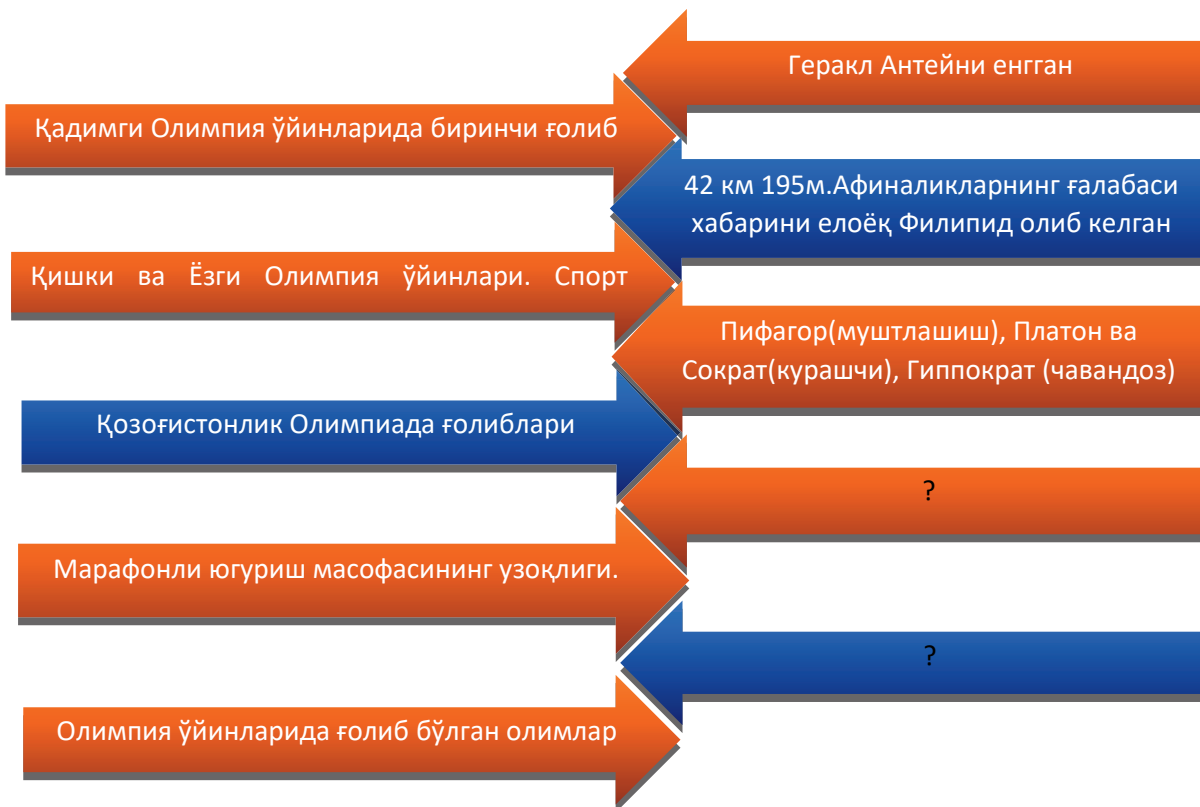 Геракл Антейни енгган
Қадимги Олимпия ўйинларида биринчи ғолиб
42 км 195м.Афиналикларнинг ғалабаси
хабарини елоёқ Филипид олиб келган
Қишки ва Ёзги Олимпия ўйинлари. Спорт
Пифагор(муштлашиш), Платон ва
Сократ(курашчи), Гиппократ (чавандоз)
Қозоғистонлик Олимпиада ғолиблари
?
Марафонли югуриш масофасининг узоқлиги.
?
Олимпия ўйинларида ғолиб бўлган олимлар